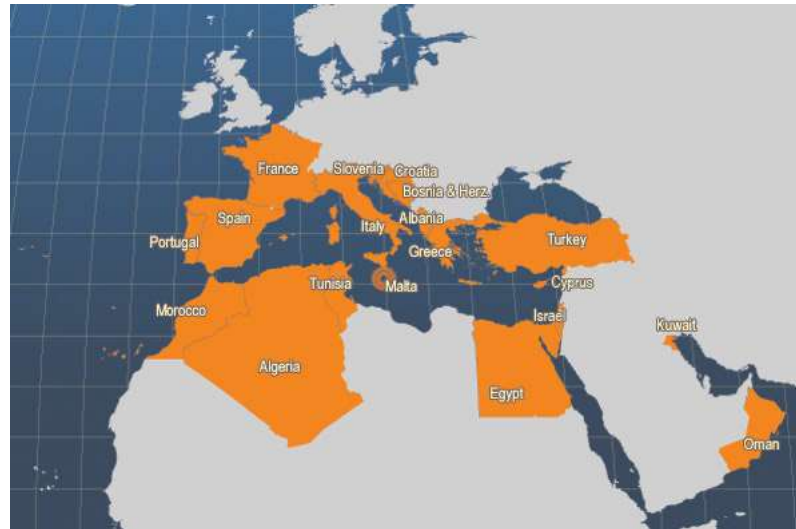 France
Slovenia
Croatia
Bosnia & Herz.
Spain
Albania
Italy
Portugal
Turkey
Greece
Tunisia
Malta
Cyprus
Morocco
Israel
Kuwait
Algeria
Egypt
Oman